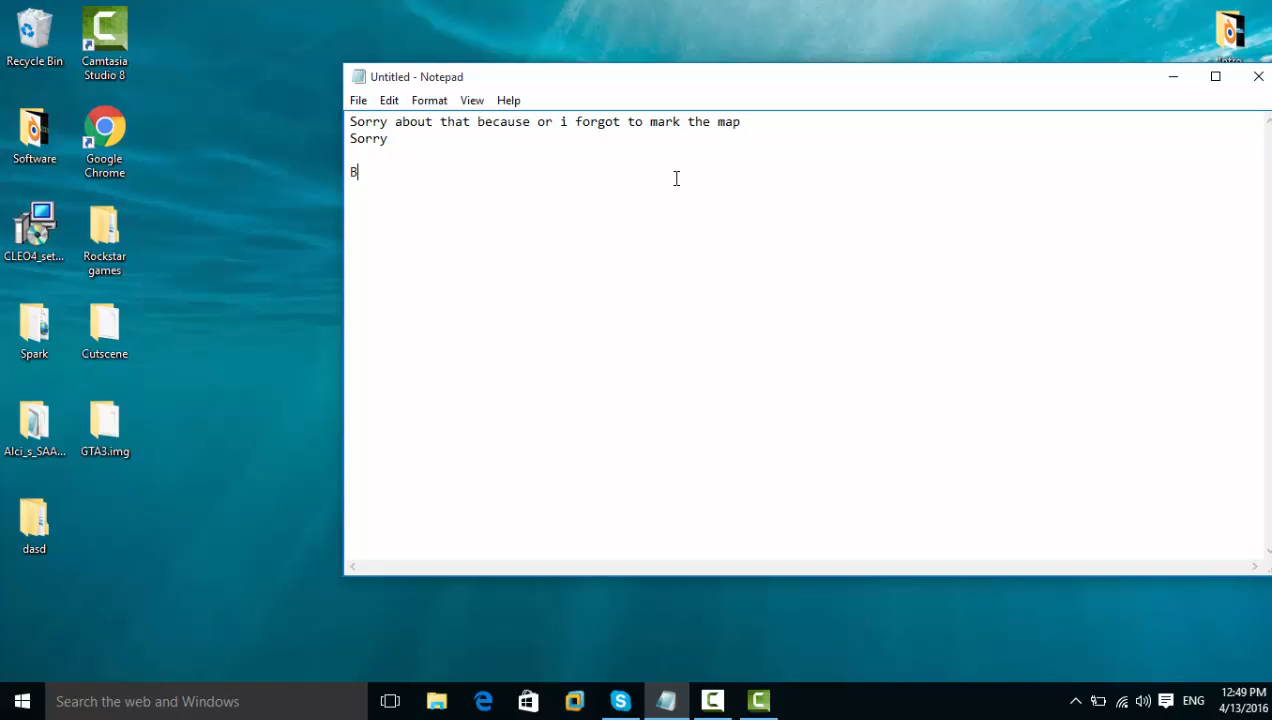 Recycle Bin
Camtasia
Studio 8
Software
Google
Chrome
CLEO4_set...
Rockstar
games
Spark
Cutscene
Alci_s_SAA...
GTA3.img
dasd
Untitled - Notepad
File Edit Format View Help
Sorry about that because or i forgot to mark the map
Sorry
B
Search the web and Windows
ENG
12:49 PM
4/13/2016